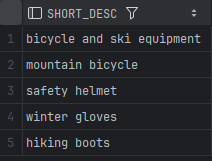 SHORT_DESC
1 bicycle and ski equipment
2 mountain bicycle
3 safety helmet
4 winter gloves
5 hiking boots